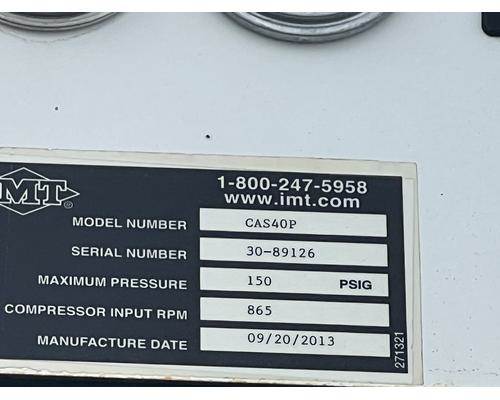 IMT
1-800-247-5958
www.imt.com
MODEL NUMBER CAS40P
SERIAL NUMBER 30-89126
MAXIMUM PRESSURE 150 PSIG
COMPRESSOR INPUT RPM 865
MANUFACTURE DATE 09/20/2013
271321